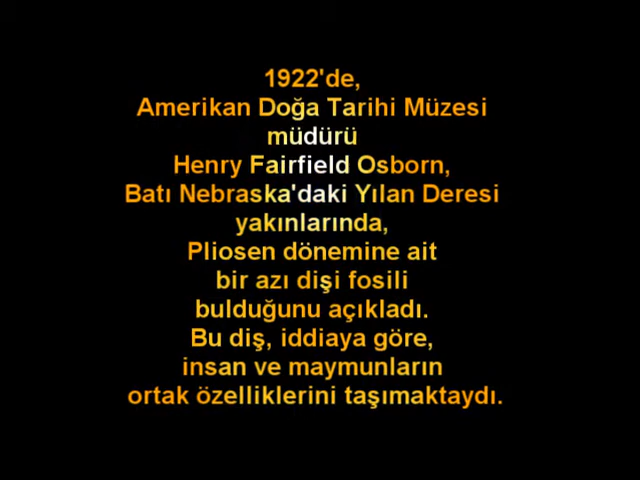 1922'de,
Amerikan Doğa Tarihi Müzesi
müdürü
Henry Fairfield Osborn,
Batı Nebraska'daki Yılan Deresi
yakınlarında,
Pliosen dönemine ait
bir azı dişi fosili
bulduğunu açıkladı.
Bu diş, iddiaya göre,
insan ve maymunların
ortak özelliklerini taşımaktaydı.